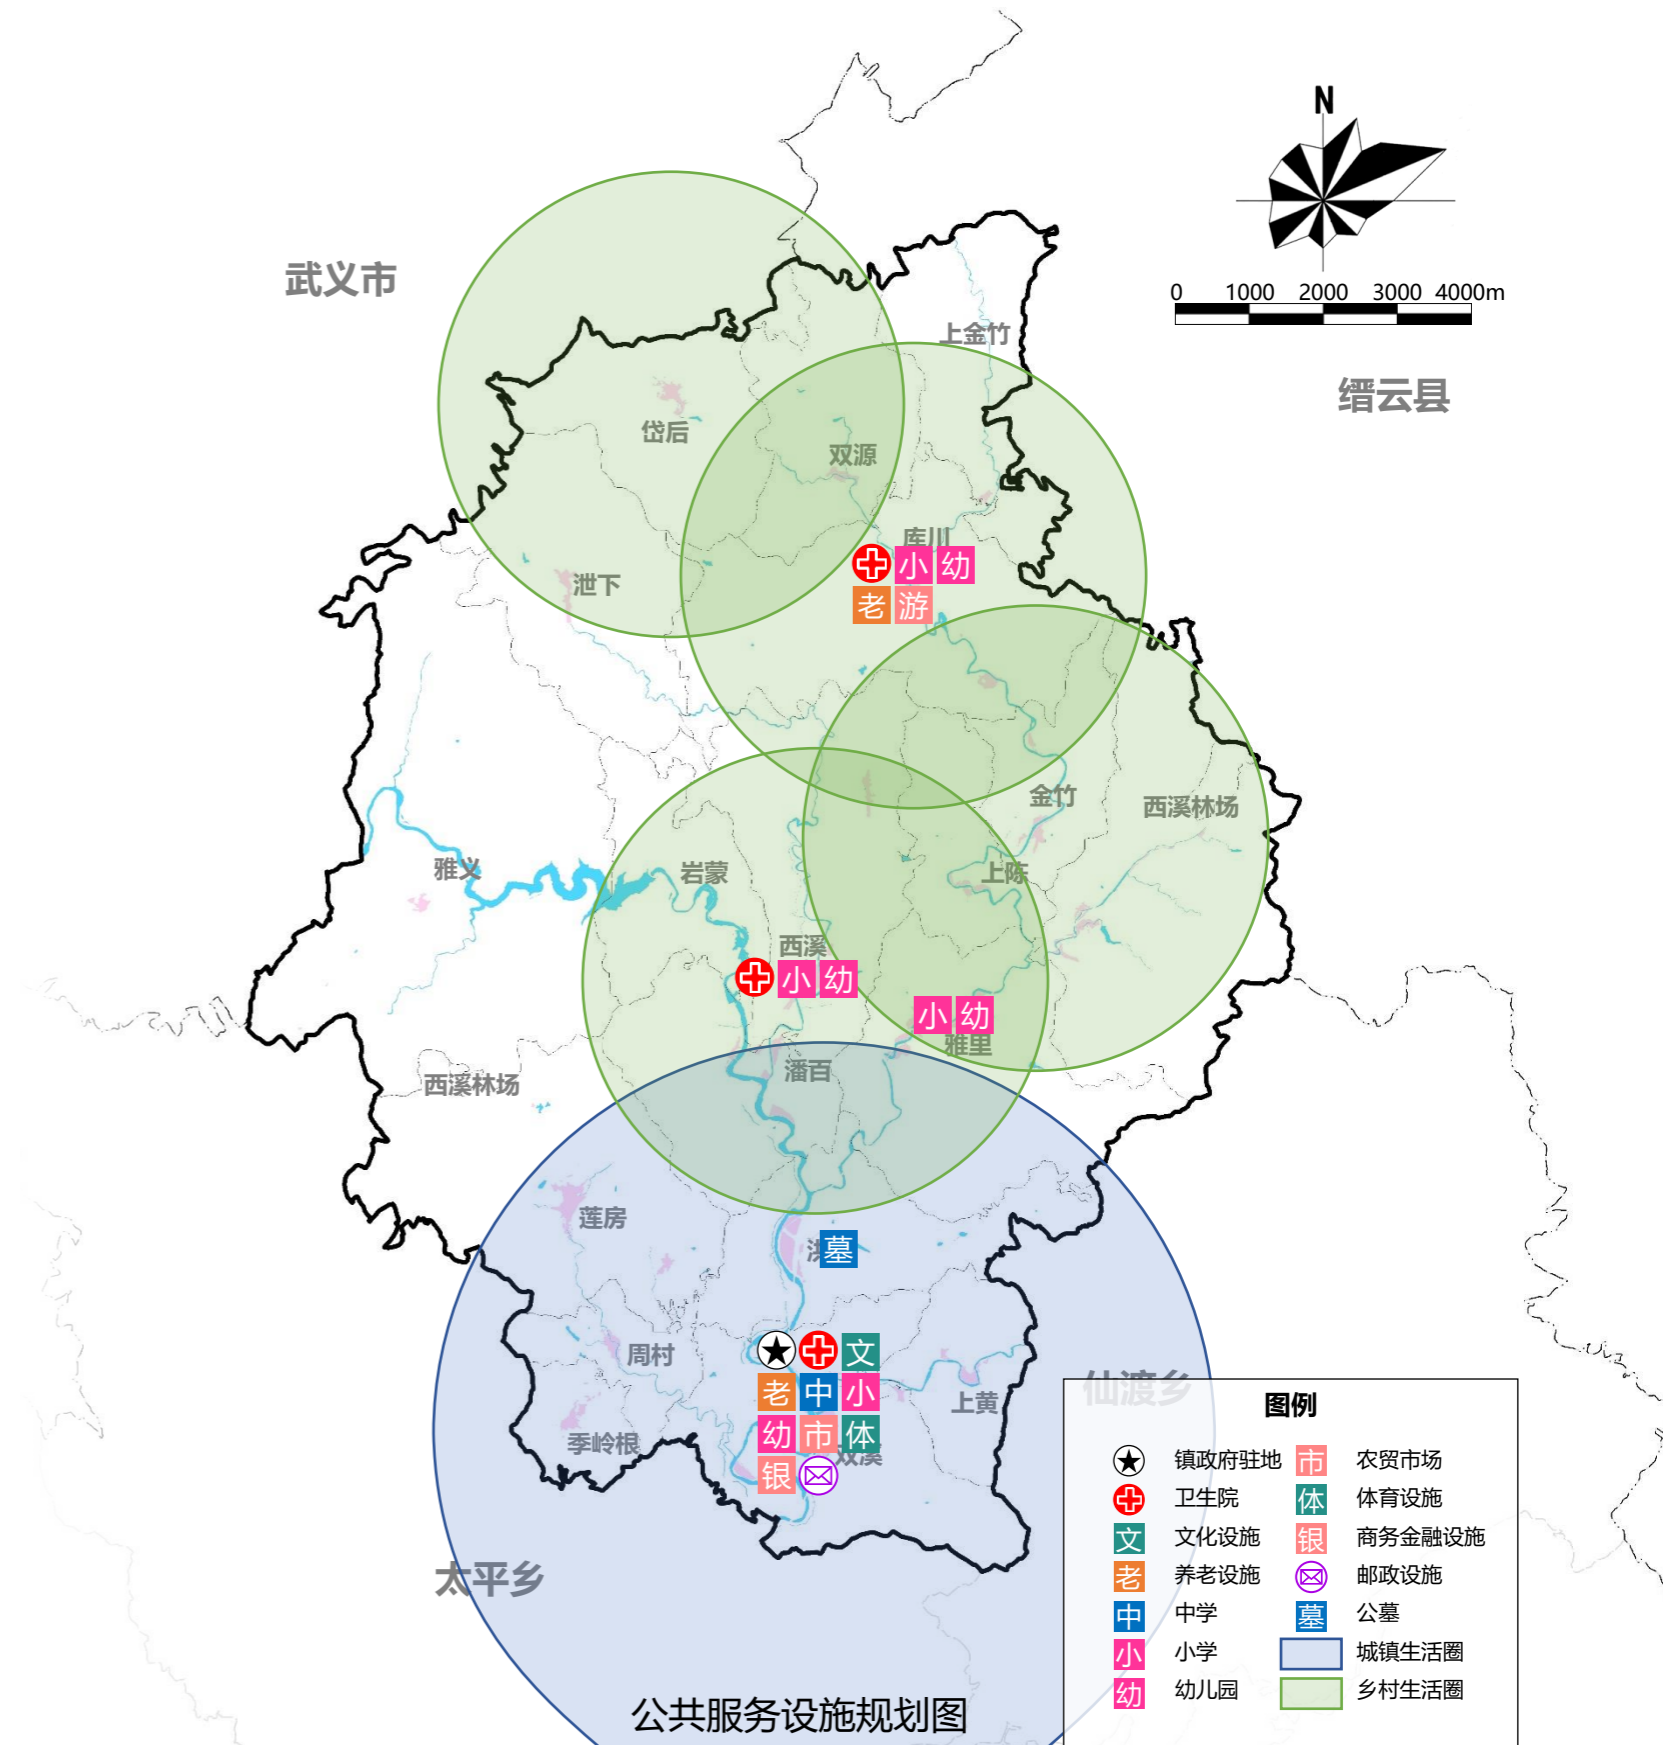 N
0 1000 2000 3000 4000m
武义市
上金竹
缙云县
岱后
双源
库川
小 幼
老 游
泄下
金竹
西溪林场
雅义
岩蒙
上陈
西溪
小 幼
小 幼
雅里
潘百
西溪林场
莲房
墓
周村
文
老 中 小
上黄
仙渡乡
幼 市 体
季岭根
双溪
银
太平乡
公共服务设施规划图
图例
镇政府驻地
市 农贸市场
卫生院
体 体育设施
文 文化设施
银 商务金融设施
老 养老设施
邮政设施
中 中学
墓 公墓
小 小学
城镇生活圈
幼 幼儿园
乡村生活圈